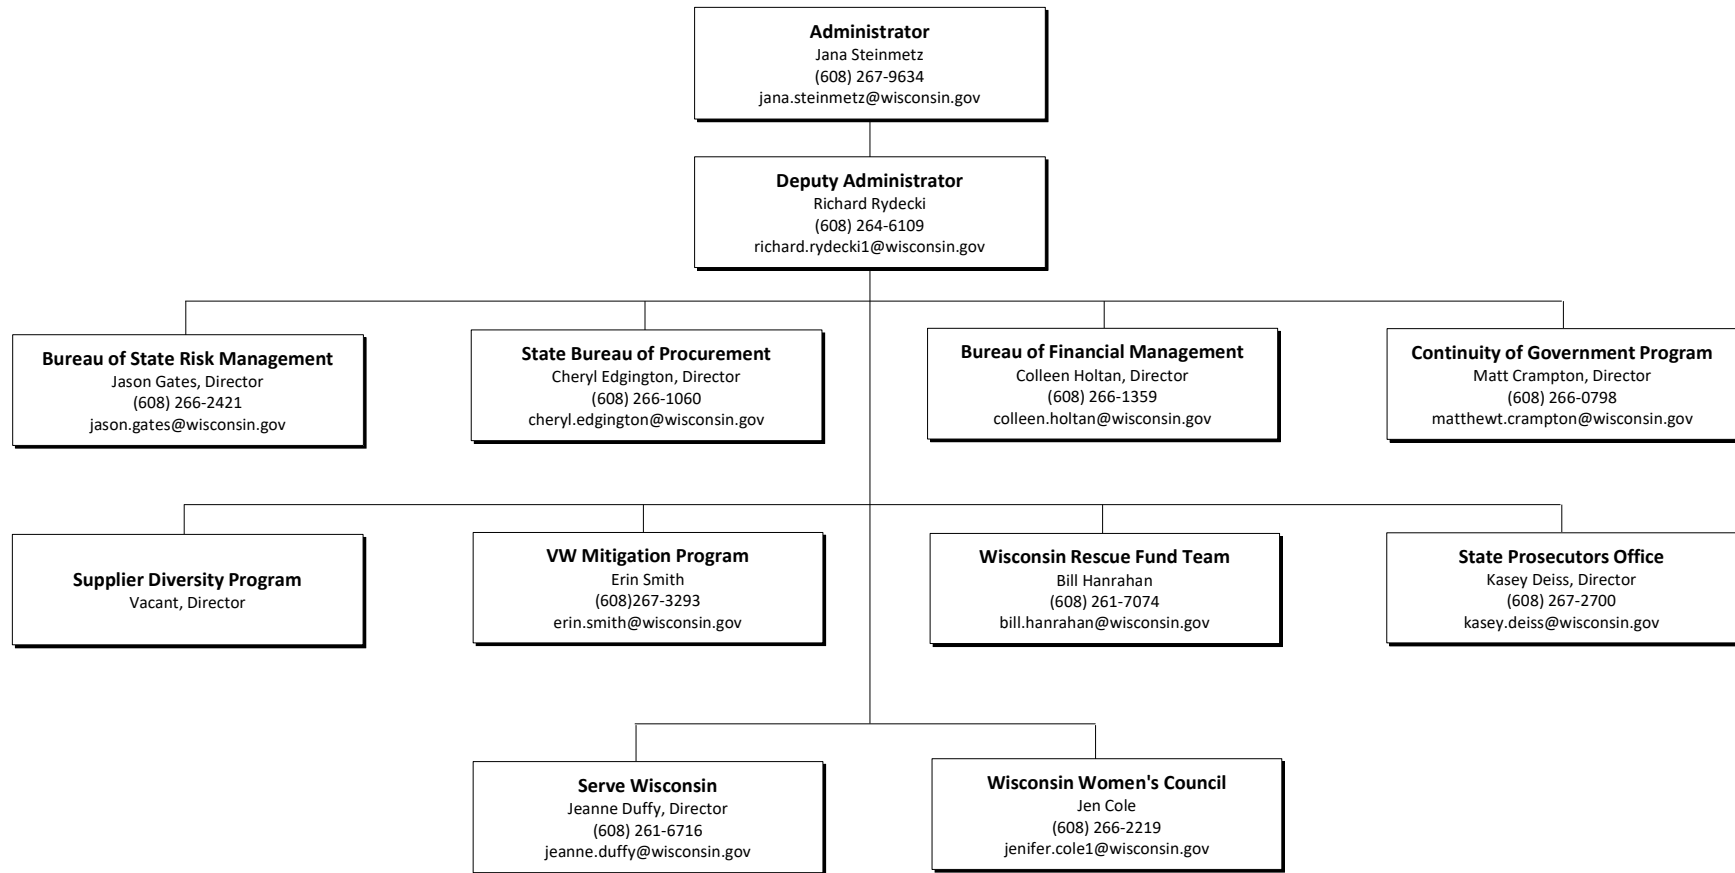 Administrator
Jana Steinmetz
(608) 267-9634
jana.steinmetz@wisconsin.gov
Deputy Administrator
Richard Rydecki
(608) 264-6109
richard.rydecki1@wisconsin.gov
Bureau of State Risk Management
Jason Gates, Director
(608) 266-2421
jason.gates@wisconsin.gov
State Bureau of Procurement
Cheryl Edgington, Director
(608) 266-1060
cheryl.edgington@wisconsin.gov
Bureau of Financial Management
Colleen Holtan, Director
(608) 266-1359
colleen.holtan@wisconsin.gov
Continuity of Government Program
Matt Crampton, Director
(608) 266-0798
matthewt.crampton@wisconsin.gov
Supplier Diversity Program
Vacant, Director
VW Mitigation Program
Erin Smith
(608)267-3293
erin.smith@wisconsin.gov
Wisconsin Rescue Fund Team
Bill Hanrahan
(608) 261-7074
bill.hanrahan@wisconsin.gov
State Prosecutors Office
Kasey Deiss, Director
(608) 267-2700
kasey.deiss@wisconsin.gov
Serve Wisconsin
Jeanne Duffy, Director
(608) 261-6716
jeanne.duffy@wisconsin.gov
Wisconsin Women's Council
Jen Cole
(608) 266-2219
jenifer.cole1@wisconsin.gov